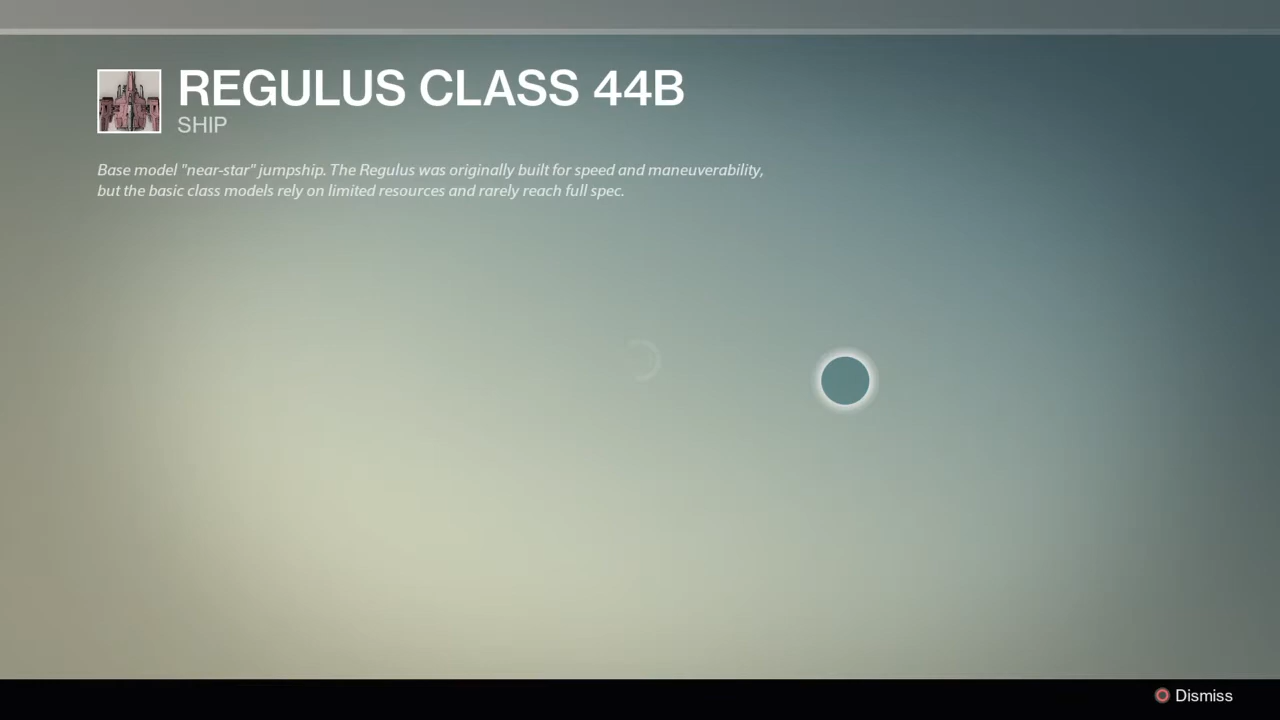 REGULUS CLASS 44B
SHIP
Base model "near-star" jumpship. The Regulus was originally built for speed and maneuverability,
but the basic class models rely on limited resources and rarely reach full spec.
Dismiss